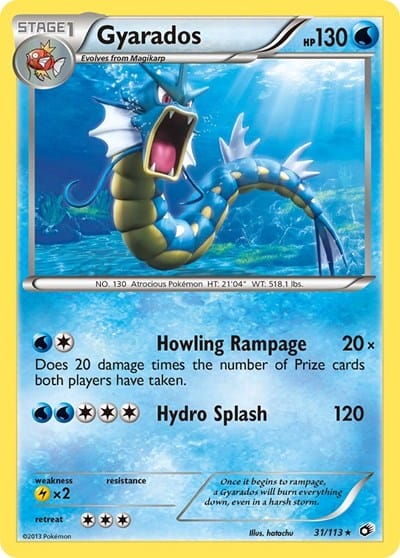 STAGE1
Gyarados
HP130
Evolves from Magikarp
NO. 130 Atrocious Pokémon HT: 21'04" WT: 518.1 lbs.
Howling Rampage 20×
Does 20 damage times the number of Prize cards
both players have taken.
Hydro Splash 120
weakness resistance
×2
retreat
Once it begins to rampage,
a Gyarados will burn everything
down, even in a harsh storm.
©2013 Pokémon
Illus. hatachu
31/113 ★